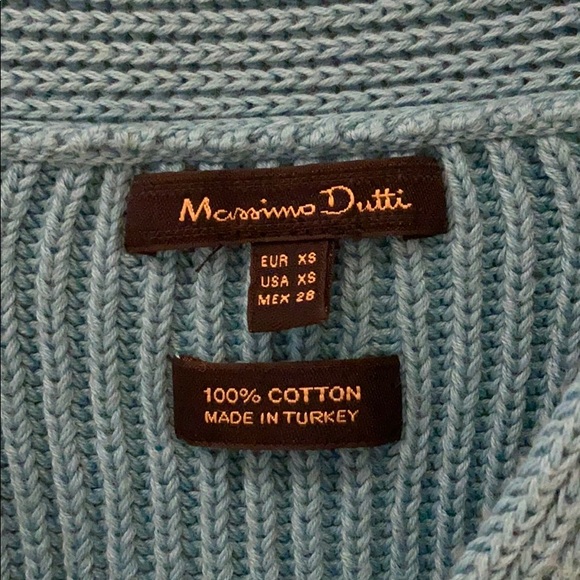 Massimo Dutti
EUR XS
USA XS
MEX 28
100% COTTON
MADE IN TURKEY